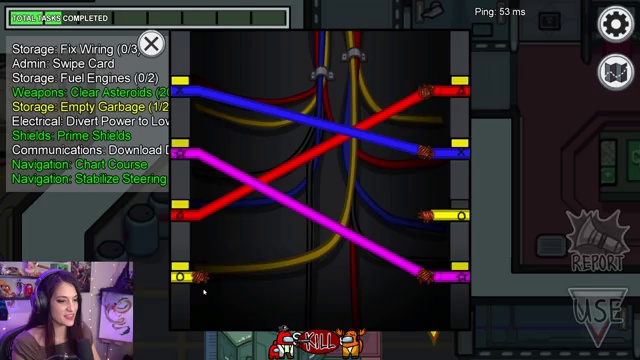 TOTAL TASKS COMPLETED
Ping: 53 ms
Storage: Fix Wiring (0/3)
Admin: Swipe Card
Storage: Fuel Engines (0/2)
Weapons: Clear Asteroids (20
Storage: Empty Garbage (1/2
Electrical: Divert Power to Low
Shields: Prime Shields
Communications: Download D
Navigation: Chart Course
Navigation: Stabilize Steering
REPORT
USE
KILL